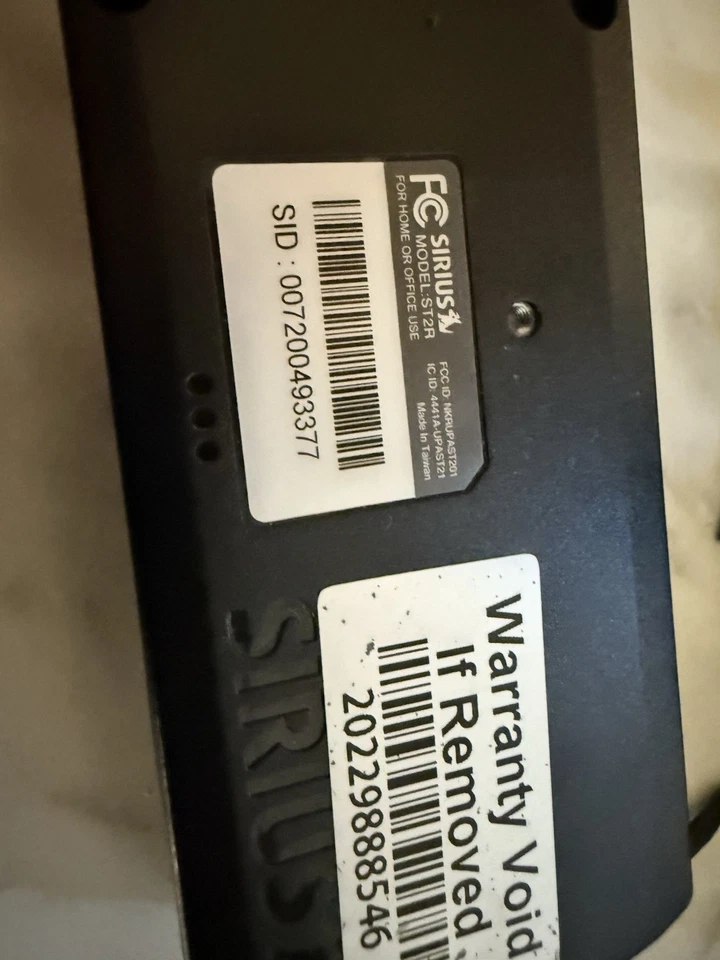 FC SIRIUS
MODEL:ST2R
FOR HOME OR OFFICE USE
FCC ID: NKRUPAST201
IC ID: 4441A-UPAST21
Made In Taiwan
SID : 007200493377
Warranty Void
If Removed
20229888546
SIRIUS